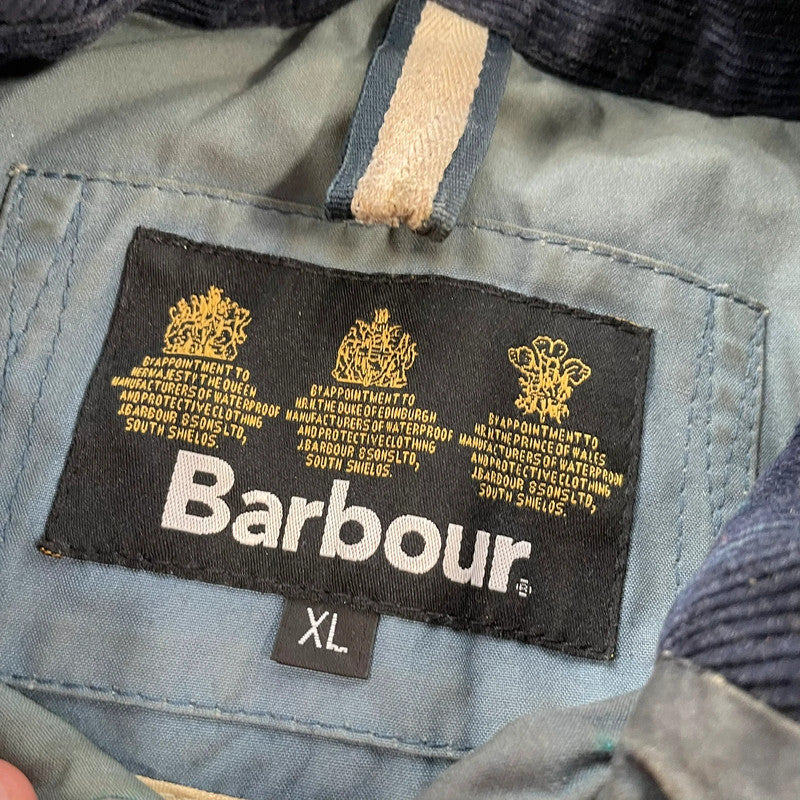 BY APPOINTMENT TO
HER MAJESTY THE QUEEN
MANUFACTURERS OF WATERPROOF
AND PROTECTIVE CLOTHING
J.BARBOUR & SONS LTD,
SOUTH SHIELDS.
BY APPOINTMENT TO
H.R.H. THE DUKE OF EDINBURGH
MANUFACTURERS OF WATERPROOF
AND PROTECTIVE CLOTHING
J.BARBOUR & SONS LTD,
SOUTH SHIELDS.
BY APPOINTMENT TO
H.R.H. THE PRINCE OF WALES
MANUFACTURERS OF WATERPROOF
AND PROTECTIVE CLOTHING
J.BARBOUR & SONS LTD,
SOUTH SHIELDS.
Barbour
XL